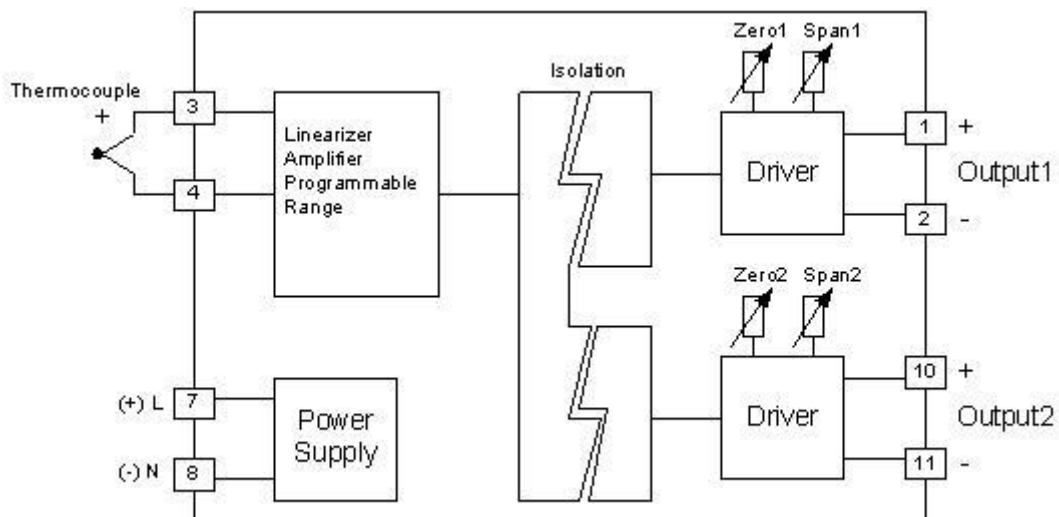 Zero1 Span1
Isolation
Thermocouple
+
3
4
Linearizer
Amplifier
Programmable
Range
Driver
1 +
Output1
2 -
Zero2 Span2
(+) L 7
(-) N 8
Power
Supply
Driver
10 +
Output2
11 -